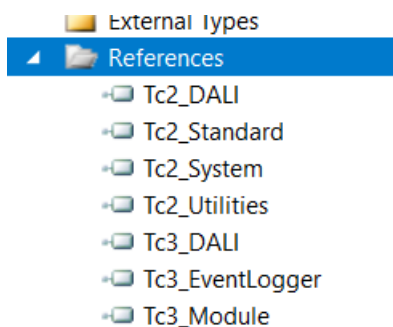 External Types
References
Tc2_DALI
Tc2_Standard
Tc2_System
Tc2_Utilities
Tc3_DALI
Tc3_EventLogger
Tc3_Module